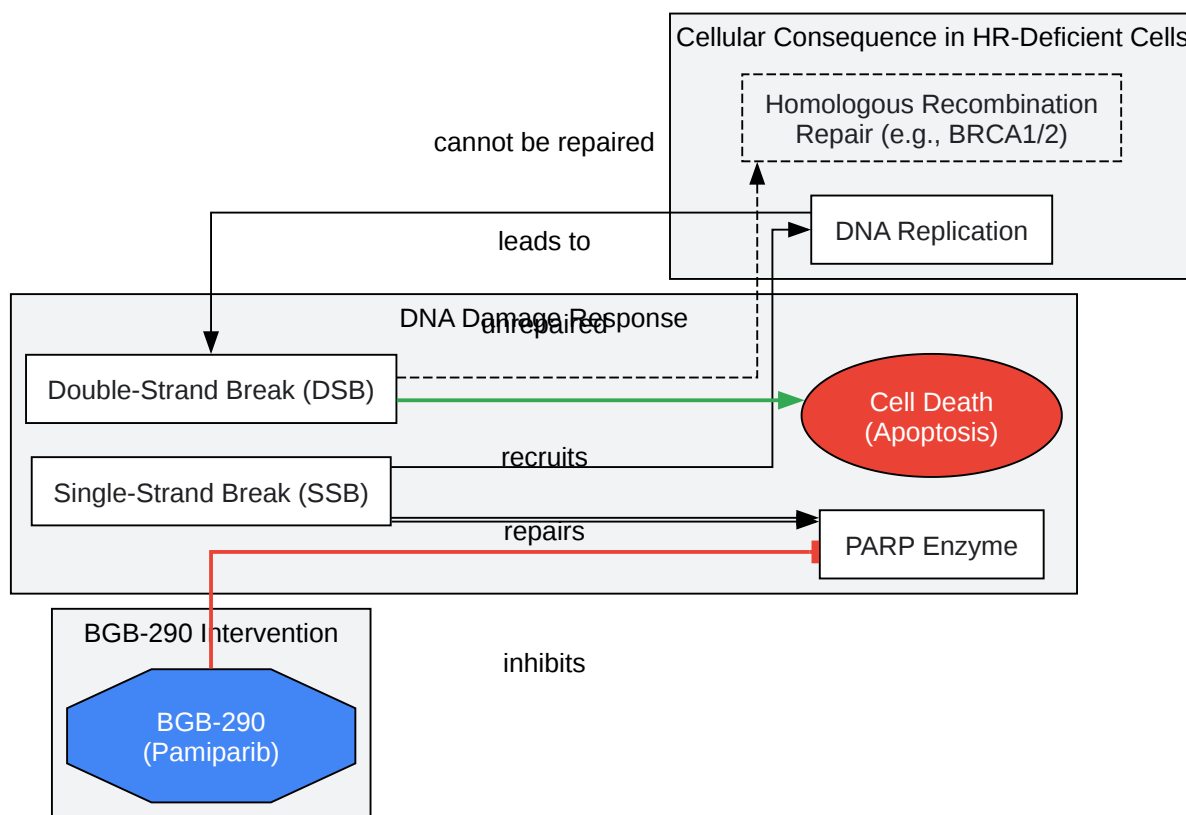 Cellular Consequence in HR-Deficient Cells
Homologous Recombination
Repair (e.g., BRCA1/2)
cannot be repaired
DNA Replication
leads to
DNA Damage Response
unrepaired
Double-Strand Break (DSB)
Cell Death
(Apoptosis)
recruits
Single-Strand Break (SSB)
repairs
PARP Enzyme
BGB-290 Intervention
inhibits
BGB-290
(Pamiparib)